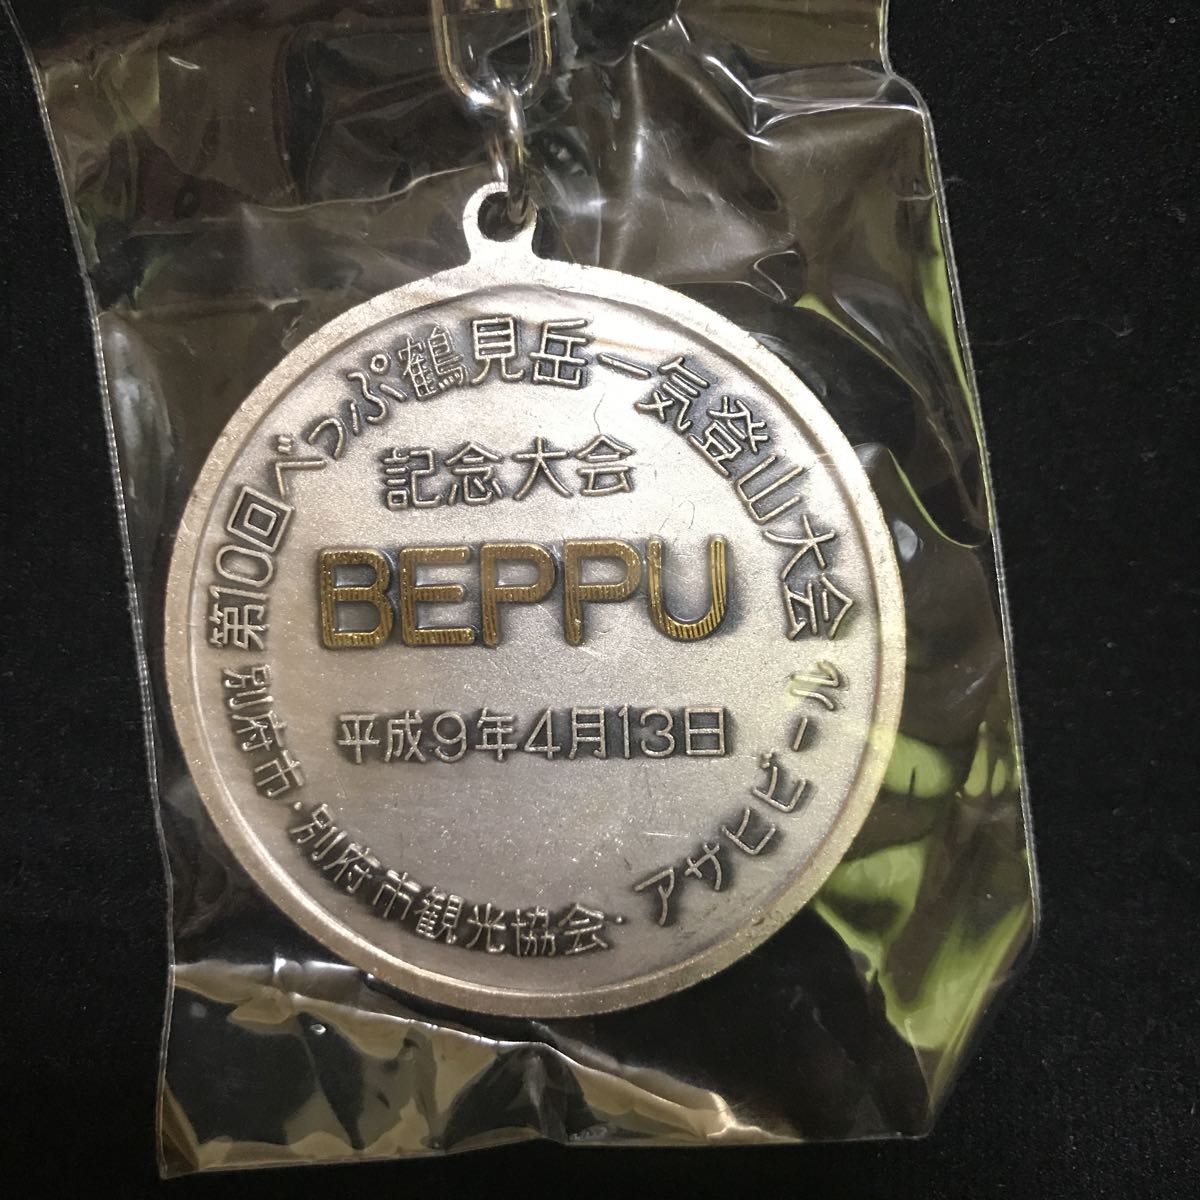 第10回べっぷ鶴見岳一気登山大会
記念大会
BEPPU
平成9年4月13日
別府市・別府市観光協会・アサヒビール